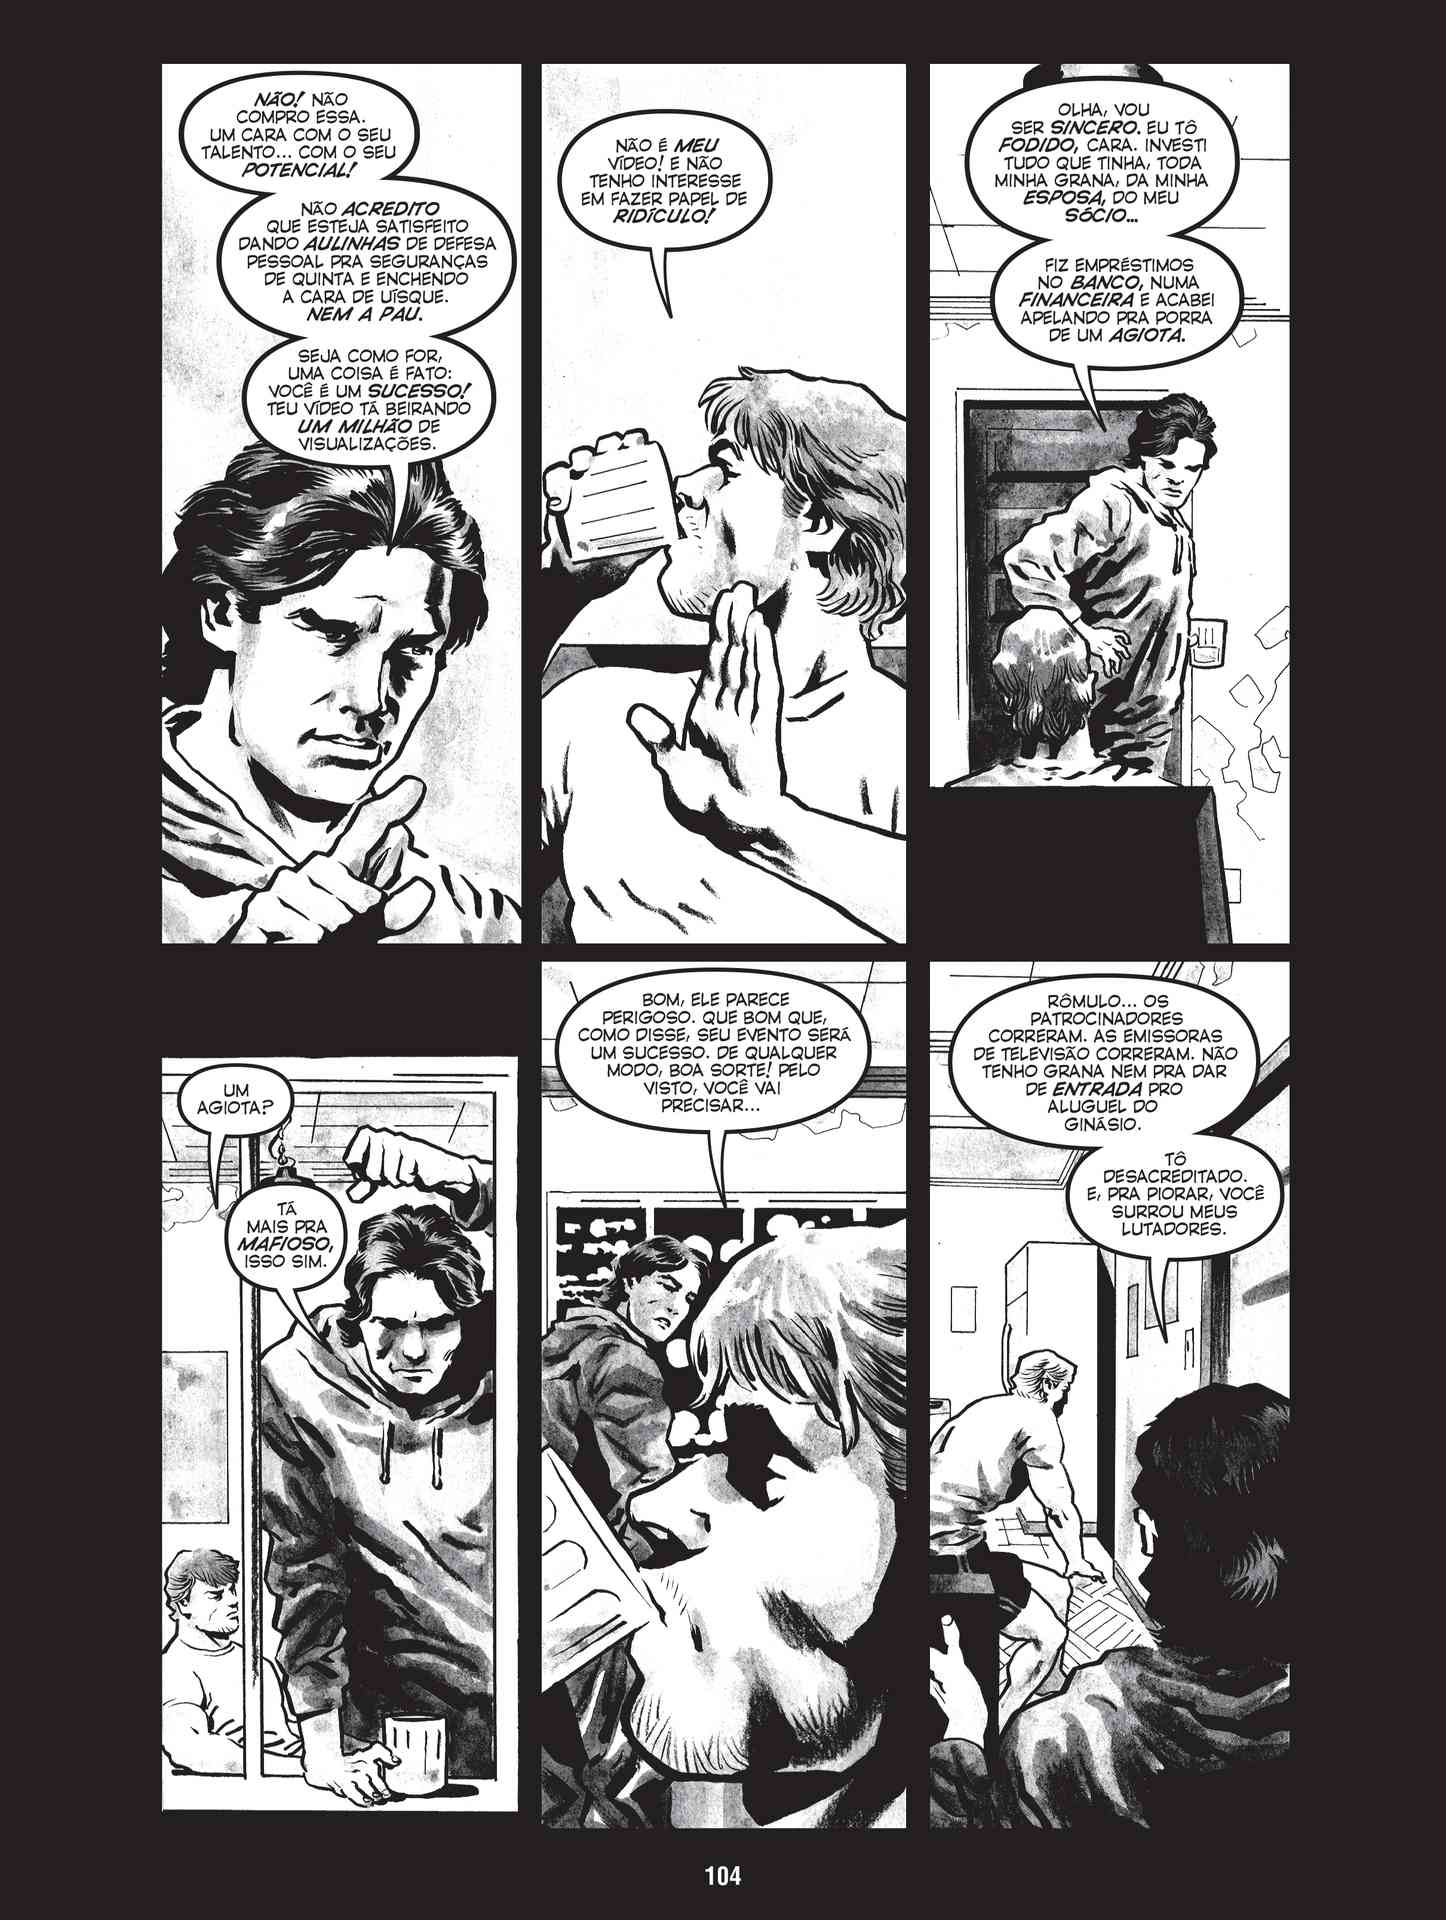 NÃO! NÃO
COMPRO ESSA.
UM CARA COM O SEU
TALENTO... COM O SEU
POTENCIAL!
NÃO ACREDITO
QUE ESTEJA SATISFEITO
DANDO AULINHAS DE DEFESA
PESSOAL PRA SEGURANÇAS
DE QUINTA E ENCHENDO
A CARA DE UÍSQUE.
NEM A PAU.
SEJA COMO FOR,
UMA COISA É FATO:
VOCÊ É UM SUCESSO!
TEU VÍDEO TÁ BEIRANDO
UM MILHÃO DE
VISUALIZAÇÕES.
NÃO É MEU
VÍDEO! E NÃO
TENHO INTERESSE
EM FAZER PAPEL DE
RIDÍCULO!
OLHA, VOU
SER SINCERO. EU TÔ
FODIDO, CARA. INVESTI
TUDO QUE TINHA, TODA
MINHA GRANA, DA MINHA
ESPOSA, DO MEU
SÓCIO...
FIZ EMPRÉSTIMOS
NO BANCO, NUMA
FINANCEIRA E ACABEI
APELANDO PRA PORRA
DE UM AGIOTA.
UM
AGIOTA?
TÁ
MAIS PRA
MAFIOSO,
ISSO SIM.
BOM, ELE PARECE
PERIGOSO. QUE BOM QUE,
COMO DISSE, SEU EVENTO SERÁ
UM SUCESSO. DE QUALQUER
MODO, BOA SORTE! PELO
VISTO, VOCÊ VAI
PRECISAR...
RÔMULO... OS
PATROCINADORES
CORRERAM. AS EMISSORAS
DE TELEVISÃO CORRERAM. NÃO
TENHO GRANA NEM PRA DAR
DE ENTRADA PRO
ALUGUEL DO
GINÁSIO.
TÔ
DESACREDITADO.
E, PRA PIORAR, VOCÊ
SURROU MEUS
LUTADORES.
104